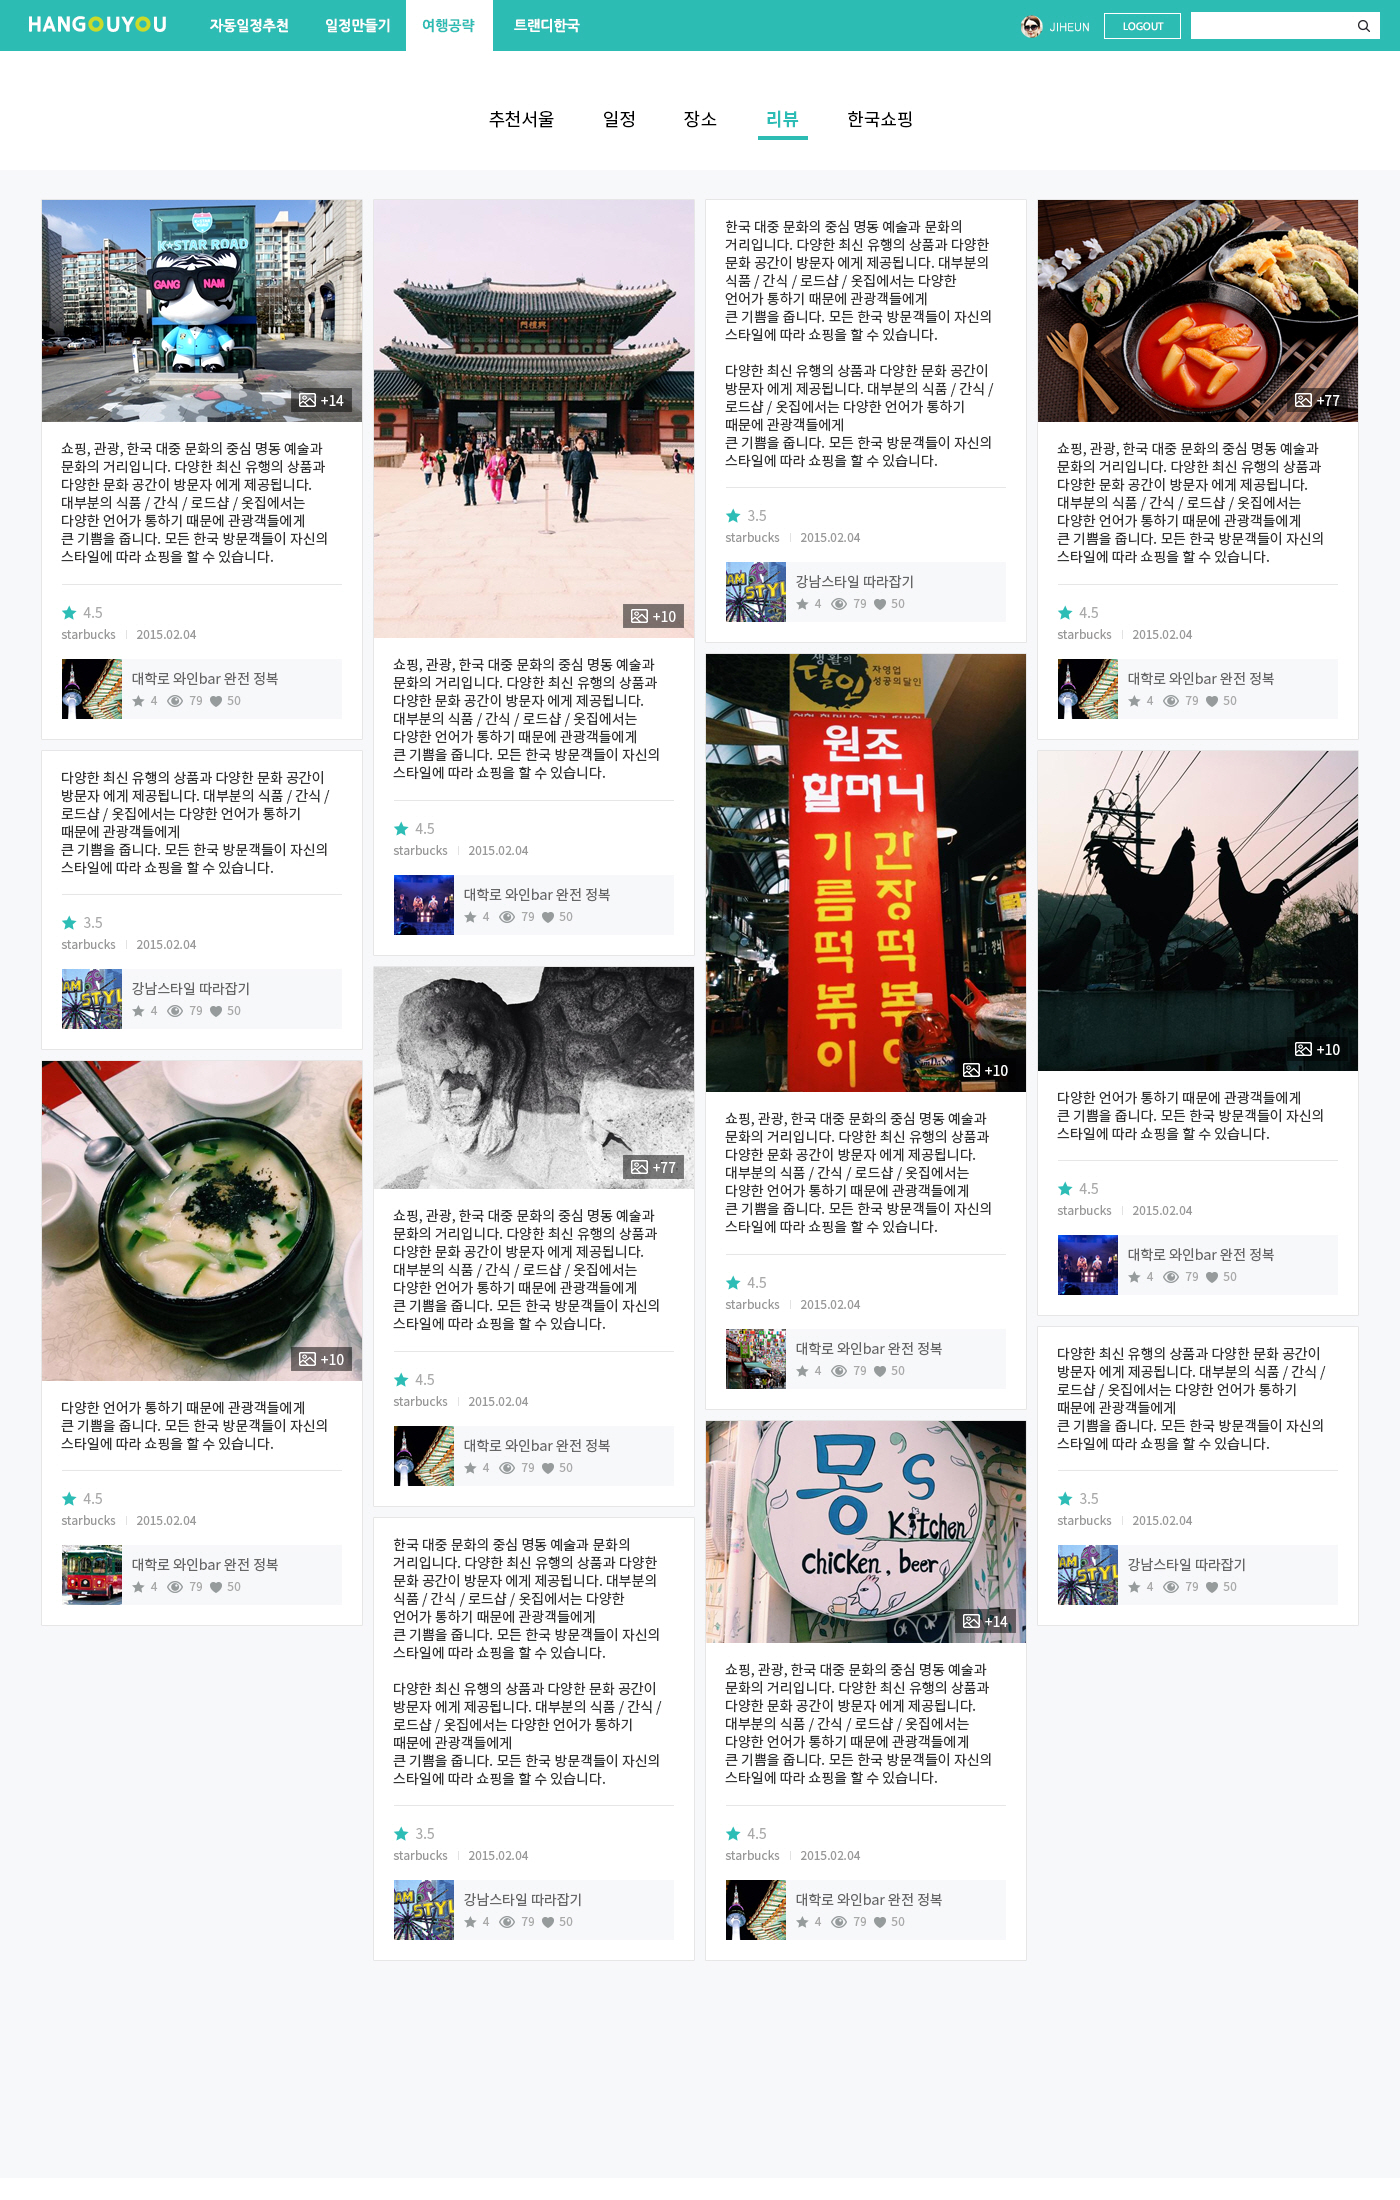 HANGOUYOU
자동일정추천
일정만들기
여행공략
트랜디한국
JIHEUN
LOGOUT
추천서울
일정
장소
리뷰
한국쇼핑
K★STAR ROAD
GANG NAM
+14
쇼핑, 관광, 한국 대중 문화의 중심 명동 예술과
문화의 거리입니다. 다양한 최신 유행의 상품과
다양한 문화 공간이 방문자 에게 제공됩니다.
대부분의 식품 / 간식 / 로드샵 / 옷집에서는
다양한 언어가 통하기 때문에 관광객들에게
큰 기쁨을 줍니다. 모든 한국 방문객들이 자신의
스타일에 따라 쇼핑을 할 수 있습니다.
4.5
starbucks 2015.02.04
대학로 와인bar 완전 정복
4 79 50
다양한 최신 유행의 상품과 다양한 문화 공간이
방문자 에게 제공됩니다. 대부분의 식품 / 간식 /
로드샵 / 옷집에서는 다양한 언어가 통하기
때문에 관광객들에게
큰 기쁨을 줍니다. 모든 한국 방문객들이 자신의
스타일에 따라 쇼핑을 할 수 있습니다.
3.5
starbucks 2015.02.04
강남스타일 따라잡기
4 79 50
+10
다양한 언어가 통하기 때문에 관광객들에게
큰 기쁨을 줍니다. 모든 한국 방문객들이 자신의
스타일에 따라 쇼핑을 할 수 있습니다.
4.5
starbucks 2015.02.04
대학로 와인bar 완전 정복
4 79 50
+10
쇼핑, 관광, 한국 대중 문화의 중심 명동 예술과
문화의 거리입니다. 다양한 최신 유행의 상품과
다양한 문화 공간이 방문자 에게 제공됩니다.
대부분의 식품 / 간식 / 로드샵 / 옷집에서는
다양한 언어가 통하기 때문에 관광객들에게
큰 기쁨을 줍니다. 모든 한국 방문객들이 자신의
스타일에 따라 쇼핑을 할 수 있습니다.
4.5
starbucks 2015.02.04
대학로 와인bar 완전 정복
4 79 50
+77
쇼핑, 관광, 한국 대중 문화의 중심 명동 예술과
문화의 거리입니다. 다양한 최신 유행의 상품과
다양한 문화 공간이 방문자 에게 제공됩니다.
대부분의 식품 / 간식 / 로드샵 / 옷집에서는
다양한 언어가 통하기 때문에 관광객들에게
큰 기쁨을 줍니다. 모든 한국 방문객들이 자신의
스타일에 따라 쇼핑을 할 수 있습니다.
4.5
starbucks 2015.02.04
대학로 와인bar 완전 정복
4 79 50
한국 대중 문화의 중심 명동 예술과 문화의
거리입니다. 다양한 최신 유행의 상품과 다양한
문화 공간이 방문자 에게 제공됩니다. 대부분의
식품 / 간식 / 로드샵 / 옷집에서는 다양한
언어가 통하기 때문에 관광객들에게
큰 기쁨을 줍니다. 모든 한국 방문객들이 자신의
스타일에 따라 쇼핑을 할 수 있습니다.
다양한 최신 유행의 상품과 다양한 문화 공간이
방문자 에게 제공됩니다. 대부분의 식품 / 간식 /
로드샵 / 옷집에서는 다양한 언어가 통하기
때문에 관광객들에게
큰 기쁨을 줍니다. 모든 한국 방문객들이 자신의
스타일에 따라 쇼핑을 할 수 있습니다.
3.5
starbucks 2015.02.04
강남스타일 따라잡기
4 79 50
한국 대중 문화의 중심 명동 예술과 문화의
거리입니다. 다양한 최신 유행의 상품과 다양한
문화 공간이 방문자 에게 제공됩니다. 대부분의
식품 / 간식 / 로드샵 / 옷집에서는 다양한
언어가 통하기 때문에 관광객들에게
큰 기쁨을 줍니다. 모든 한국 방문객들이 자신의
스타일에 따라 쇼핑을 할 수 있습니다.
다양한 최신 유행의 상품과 다양한 문화 공간이
방문자 에게 제공됩니다. 대부분의 식품 / 간식 /
로드샵 / 옷집에서는 다양한 언어가 통하기
때문에 관광객들에게
큰 기쁨을 줍니다. 모든 한국 방문객들이 자신의
스타일에 따라 쇼핑을 할 수 있습니다.
3.5
starbucks 2015.02.04
강남스타일 따라잡기
4 79 50
생활의
달인
자영업
성공의달인
원조
할머니
기름떡볶이
간장떡볶이
+10
쇼핑, 관광, 한국 대중 문화의 중심 명동 예술과
문화의 거리입니다. 다양한 최신 유행의 상품과
다양한 문화 공간이 방문자 에게 제공됩니다.
대부분의 식품 / 간식 / 로드샵 / 옷집에서는
다양한 언어가 통하기 때문에 관광객들에게
큰 기쁨을 줍니다. 모든 한국 방문객들이 자신의
스타일에 따라 쇼핑을 할 수 있습니다.
4.5
starbucks 2015.02.04
대학로 와인bar 완전 정복
4 79 50
몽's
Kitchen
Chicken, beer
+14
쇼핑, 관광, 한국 대중 문화의 중심 명동 예술과
문화의 거리입니다. 다양한 최신 유행의 상품과
다양한 문화 공간이 방문자 에게 제공됩니다.
대부분의 식품 / 간식 / 로드샵 / 옷집에서는
다양한 언어가 통하기 때문에 관광객들에게
큰 기쁨을 줍니다. 모든 한국 방문객들이 자신의
스타일에 따라 쇼핑을 할 수 있습니다.
4.5
starbucks 2015.02.04
대학로 와인bar 완전 정복
4 79 50
+77
쇼핑, 관광, 한국 대중 문화의 중심 명동 예술과
문화의 거리입니다. 다양한 최신 유행의 상품과
다양한 문화 공간이 방문자 에게 제공됩니다.
대부분의 식품 / 간식 / 로드샵 / 옷집에서는
다양한 언어가 통하기 때문에 관광객들에게
큰 기쁨을 줍니다. 모든 한국 방문객들이 자신의
스타일에 따라 쇼핑을 할 수 있습니다.
4.5
starbucks 2015.02.04
대학로 와인bar 완전 정복
4 79 50
+10
다양한 언어가 통하기 때문에 관광객들에게
큰 기쁨을 줍니다. 모든 한국 방문객들이 자신의
스타일에 따라 쇼핑을 할 수 있습니다.
4.5
starbucks 2015.02.04
대학로 와인bar 완전 정복
4 79 50
다양한 최신 유행의 상품과 다양한 문화 공간이
방문자 에게 제공됩니다. 대부분의 식품 / 간식 /
로드샵 / 옷집에서는 다양한 언어가 통하기
때문에 관광객들에게
큰 기쁨을 줍니다. 모든 한국 방문객들이 자신의
스타일에 따라 쇼핑을 할 수 있습니다.
3.5
starbucks 2015.02.04
강남스타일 따라잡기
4 79 50